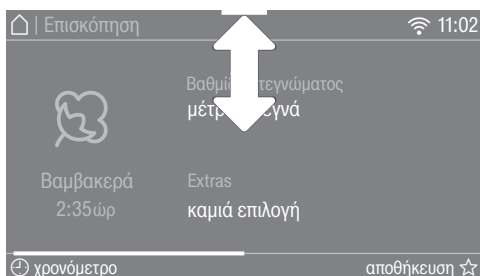 | Επισκόπηση 11:02
Βαμβακερά
2:35ώρ
Extras
καμιά επιλογή
χρονόμετρο αποθήκευση